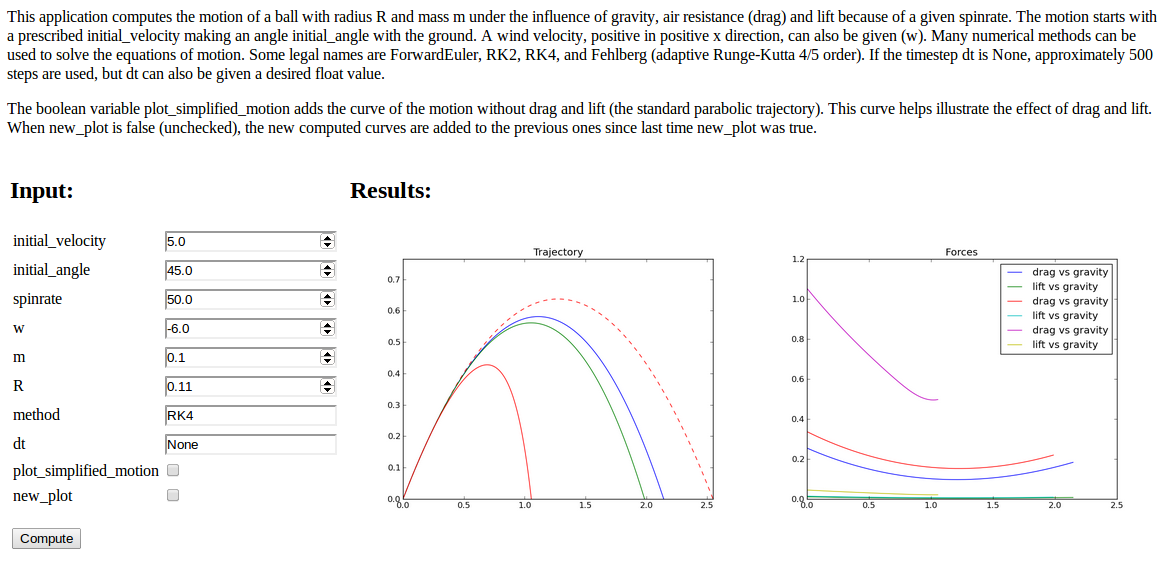 This application computes the motion of a ball with radius R and mass m under the influence of gravity, air resistance (drag) and lift because of a given spinrate. The motion starts with
a prescribed initial_velocity making an angle initial_angle with the ground. A wind velocity, positive in positive x direction, can also be given (w). Many numerical methods can be
used to solve the equations of motion. Some legal names are ForwardEuler, RK2, RK4, and Fehlberg (adaptive Runge-Kutta 4/5 order). If the timestep dt is None, approximately 500
steps are used, but dt can also be given a desired float value.
The boolean variable plot_simplified_motion adds the curve of the motion without drag and lift (the standard parabolic trajectory). This curve helps illustrate the effect of drag and lift.
When new_plot is false (unchecked), the new computed curves are added to the previous ones since last time new_plot was true.
Input:
initial_velocity 5.0
initial_angle 45.0
spinrate 50.0
w -6.0
m 0.1
R 0.11
method RK4
dt None
plot_simplified_motion
new_plot
Compute
Results:
Trajectory
0.7
0.6
0.5
0.4
0.3
0.2
0.1
0.0
0.0 0.5 1.0 1.5 2.0 2.5
Forces
1.2
1.0
0.8
0.6
0.4
0.2
0.0
0.0 0.5 1.0 1.5 2.0 2.5
drag vs gravity
lift vs gravity
drag vs gravity
lift vs gravity
drag vs gravity
lift vs gravity